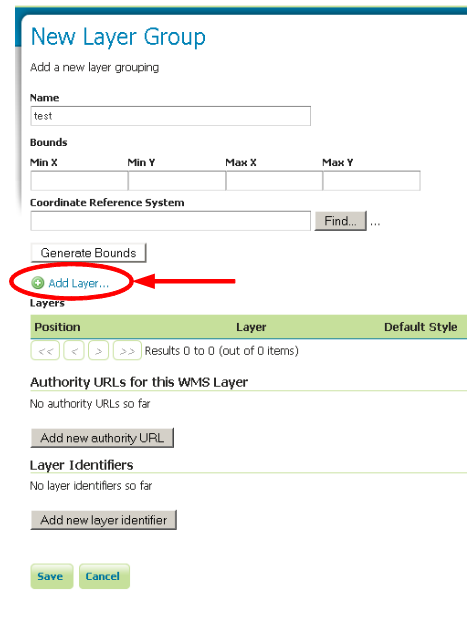 New Layer Group
Add a new layer grouping
Name
test
Bounds
Min X Min Y Max X Max Y
Coordinate Reference System
Find... ...
Generate Bounds
Add Layer...
Layers
Position Layer Default Style
<< < > >> Results 0 to 0 (out of 0 items)
Authority URLs for this WMS Layer
No authority URLs so far
Add new authority URL
Layer Identifiers
No layer identifiers so far
Add new layer identifier
Save Cancel